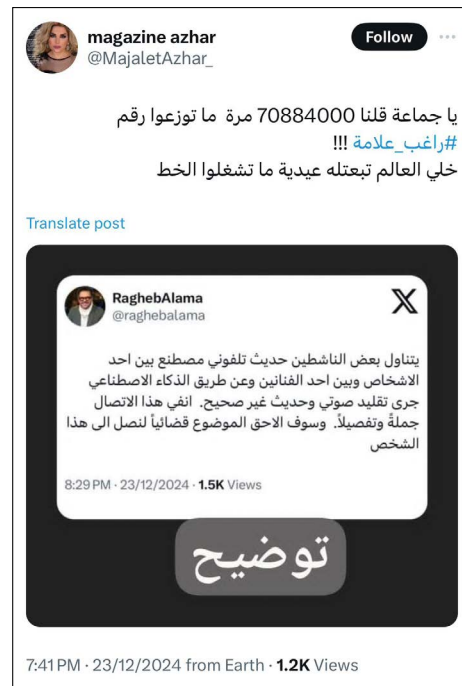 magazine azhar
@MajaletAzhar_
Follow
يا جماعة قلنا 70884000 مرة ما توزعوا رقم
#راغب_علامة !!!
خلي العالم تبعتله عيدية ما تشغلوا الخط
Translate post
RaghebAlama
@raghebalama
X
يتناول بعض الناشطين حديث تلفوني مصطنع بين احد
الاشخاص وبين احد الفنانين وعن طريق الذكاء الاصطناعي
جرى تقليد صوتي وحديث غير صحيح. انفي هذا الاتصال
جملةً وتفصيلاً. وسوف الاحق الموضوع قضائياً لنصل الى هذا
الشخص
8:29 PM · 23/12/2024 · 1.5K Views
توضيح
7:41 PM · 23/12/2024 from Earth · 1.2K Views